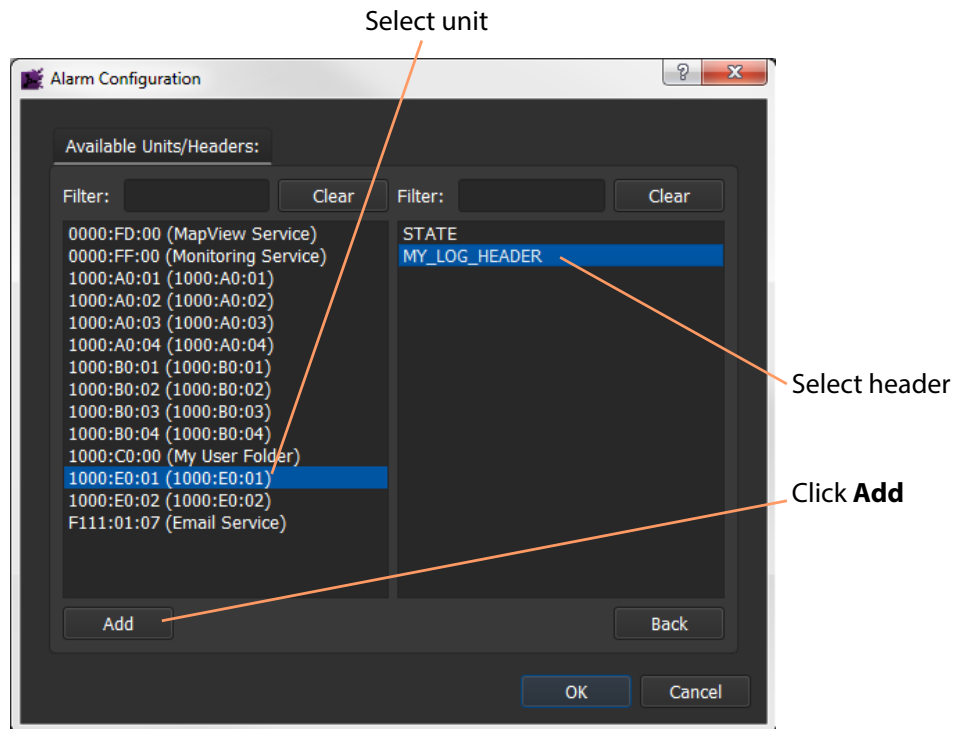 Select unit
Alarm Configuration
?
X
Available Units/Headers:
Filter:
Clear
Filter:
Clear
0000:FD:00 (MapView Service)
0000:FF:00 (Monitoring Service)
1000:A0:01 (1000:A0:01)
1000:A0:02 (1000:A0:02)
1000:A0:03 (1000:A0:03)
1000:A0:04 (1000:A0:04)
1000:B0:01 (1000:B0:01)
1000:B0:02 (1000:B0:02)
1000:B0:03 (1000:B0:03)
1000:B0:04 (1000:B0:04)
1000:C0:00 (My User Folder)
1000:E0:01 (1000:E0:01)
1000:E0:02 (1000:E0:02)
F111:01:07 (Email Service)
STATE
MY_LOG_HEADER
Select header
Click Add
Add
Back
OK
Cancel